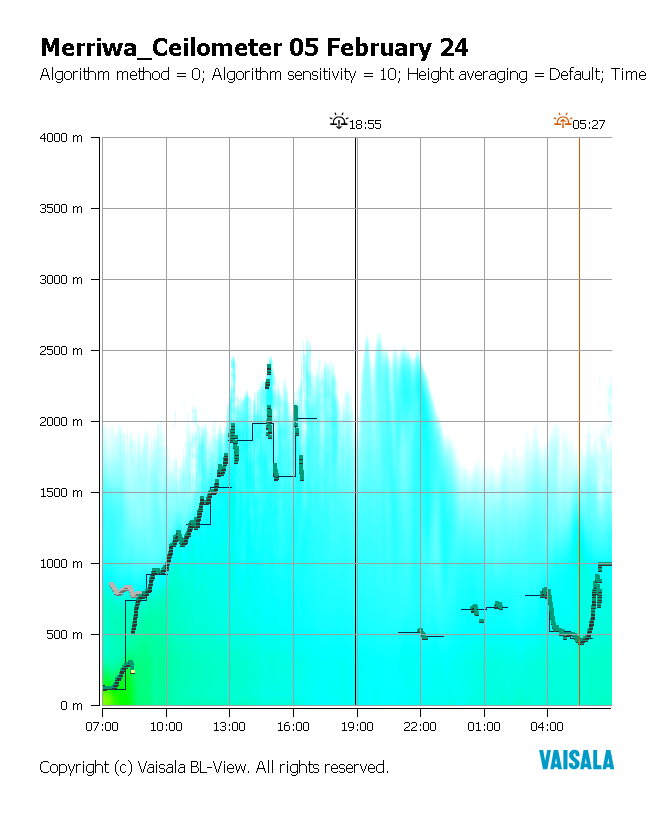 Merriwa_Ceilometer 05 February 24
Algorithm method = 0; Algorithm sensitivity = 10; Height averaging = Default; Time
18:55
05:27
4000 m
3500 m
3000 m
2500 m
2000 m
1500 m
1000 m
500 m
0 m
07:00 10:00 13:00 16:00 19:00 22:00 01:00 04:00
VAISALA
Copyright (c) Vaisala BL-View. All rights reserved.